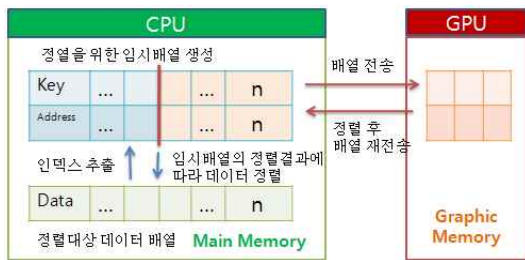 CPU
GPU
정열을 위한 임시배열 생성
Key ... ... n
Address ... ... n
배열 전송
정렬 후
배열 재전송
인덱스 추출
임시배열의 정렬결과에
따라 데이터 정렬
Data ... ... n
정렬대상 데이터 배열
Main Memory
Graphic
Memory